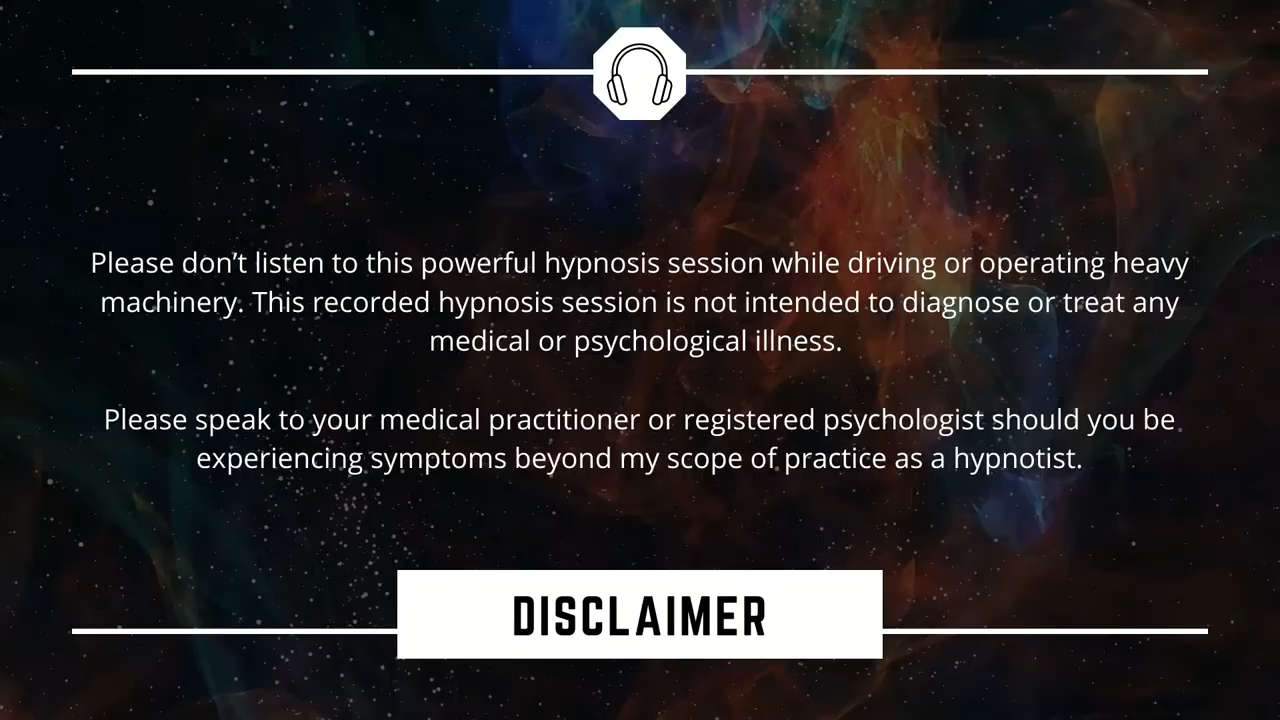 Please don’t listen to this powerful hypnosis session while driving or operating heavy
machinery. This recorded hypnosis session is not intended to diagnose or treat any
medical or psychological illness.
Please speak to your medical practitioner or registered psychologist should you be
experiencing symptoms beyond my scope of practice as a hypnotist.
DISCLAIMER